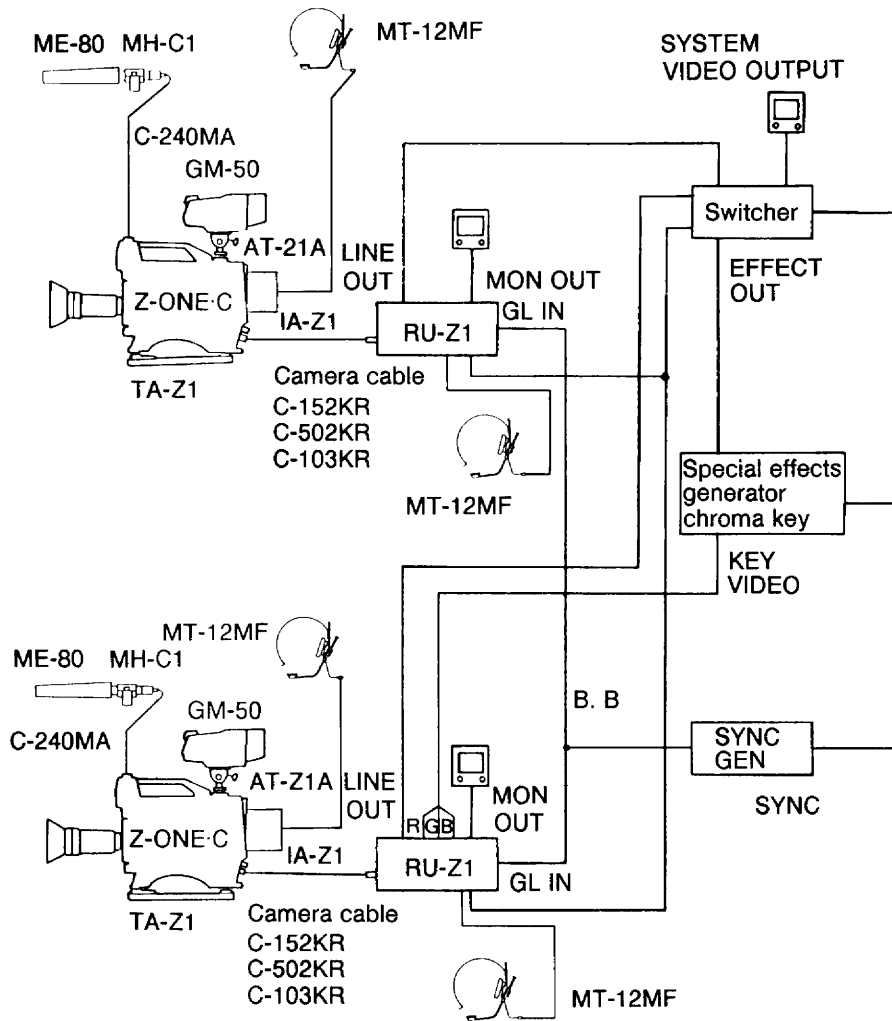 ME-80 MH-C1
MT-12MF
SYSTEM
VIDEO OUTPUT
C-240MA
GM-50
AT-21A
LINE
OUT
Z-ONE·C
IA-Z1
TA-Z1
MON OUT
GL IN
RU-Z1
Switcher
EFFECT
OUT
Camera cable
C-152KR
C-502KR
C-103KR
MT-12MF
Special effects
generator
chroma key
KEY
VIDEO
MT-12MF
ME-80 MH-C1
C-240MA
GM-50
AT-Z1A
LINE
OUT
Z-ONE·C
IA-Z1
TA-Z1
B. B
SYNC
GEN
SYNC
MON
OUT
R G B
RU-Z1
GL IN
Camera cable
C-152KR
C-502KR
C-103KR
MT-12MF